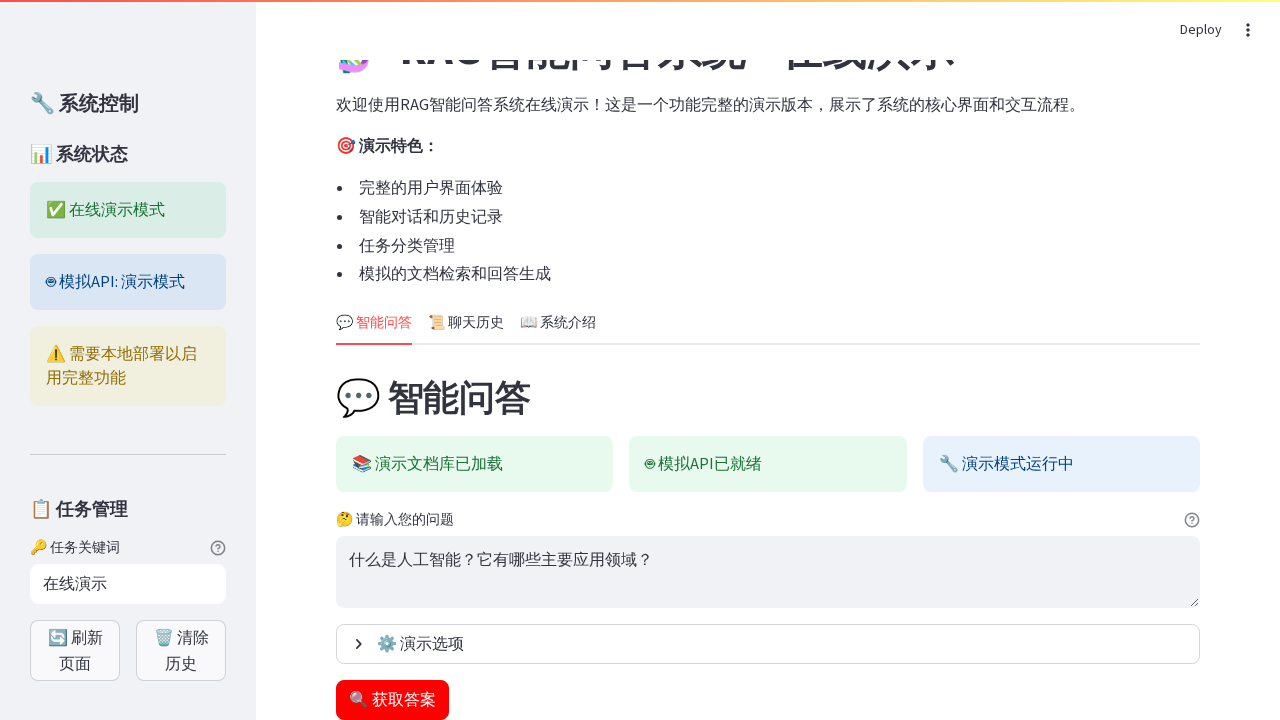 Deploy
🔧 系统控制
📊 系统状态
✅ 在线演示模式
模拟API: 演示模式
⚠️ 需要本地部署以启
用完整功能
📋 任务管理
🔑 任务关键词
在线演示
🔄 刷新
页面
🗑️ 清除
历史
RAG智能问答系统 - 在线演示
欢迎使用RAG智能问答系统在线演示！这是一个功能完整的演示版本，展示了系统的核心界面和交互流程。
🎯 演示特色：
• 完整的用户界面体验
• 智能对话和历史记录
• 任务分类管理
• 模拟的文档检索和回答生成
💬 智能问答 📜 聊天历史 📖 系统介绍
💬 智能问答
📚 演示文档库已加载 模拟API已就绪 🔧 演示模式运行中
🤔 请输入您的问题
什么是人工智能？它有哪些主要应用领域？
⚙️ 演示选项
🔍 获取答案